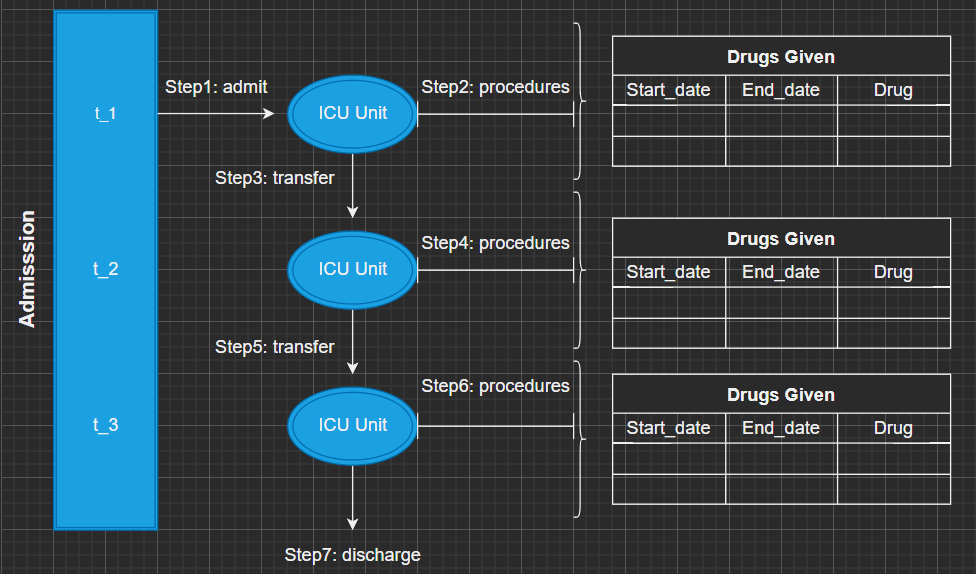 Admisssion
t_1
Step1: admit
ICU Unit
Step2: procedures
Drugs Given
Start_date End_date Drug
Step3: transfer
t_2
ICU Unit
Step4: procedures
Drugs Given
Start_date End_date Drug
Step5: transfer
t_3
ICU Unit
Step6: procedures
Drugs Given
Start_date End_date Drug
Step7: discharge